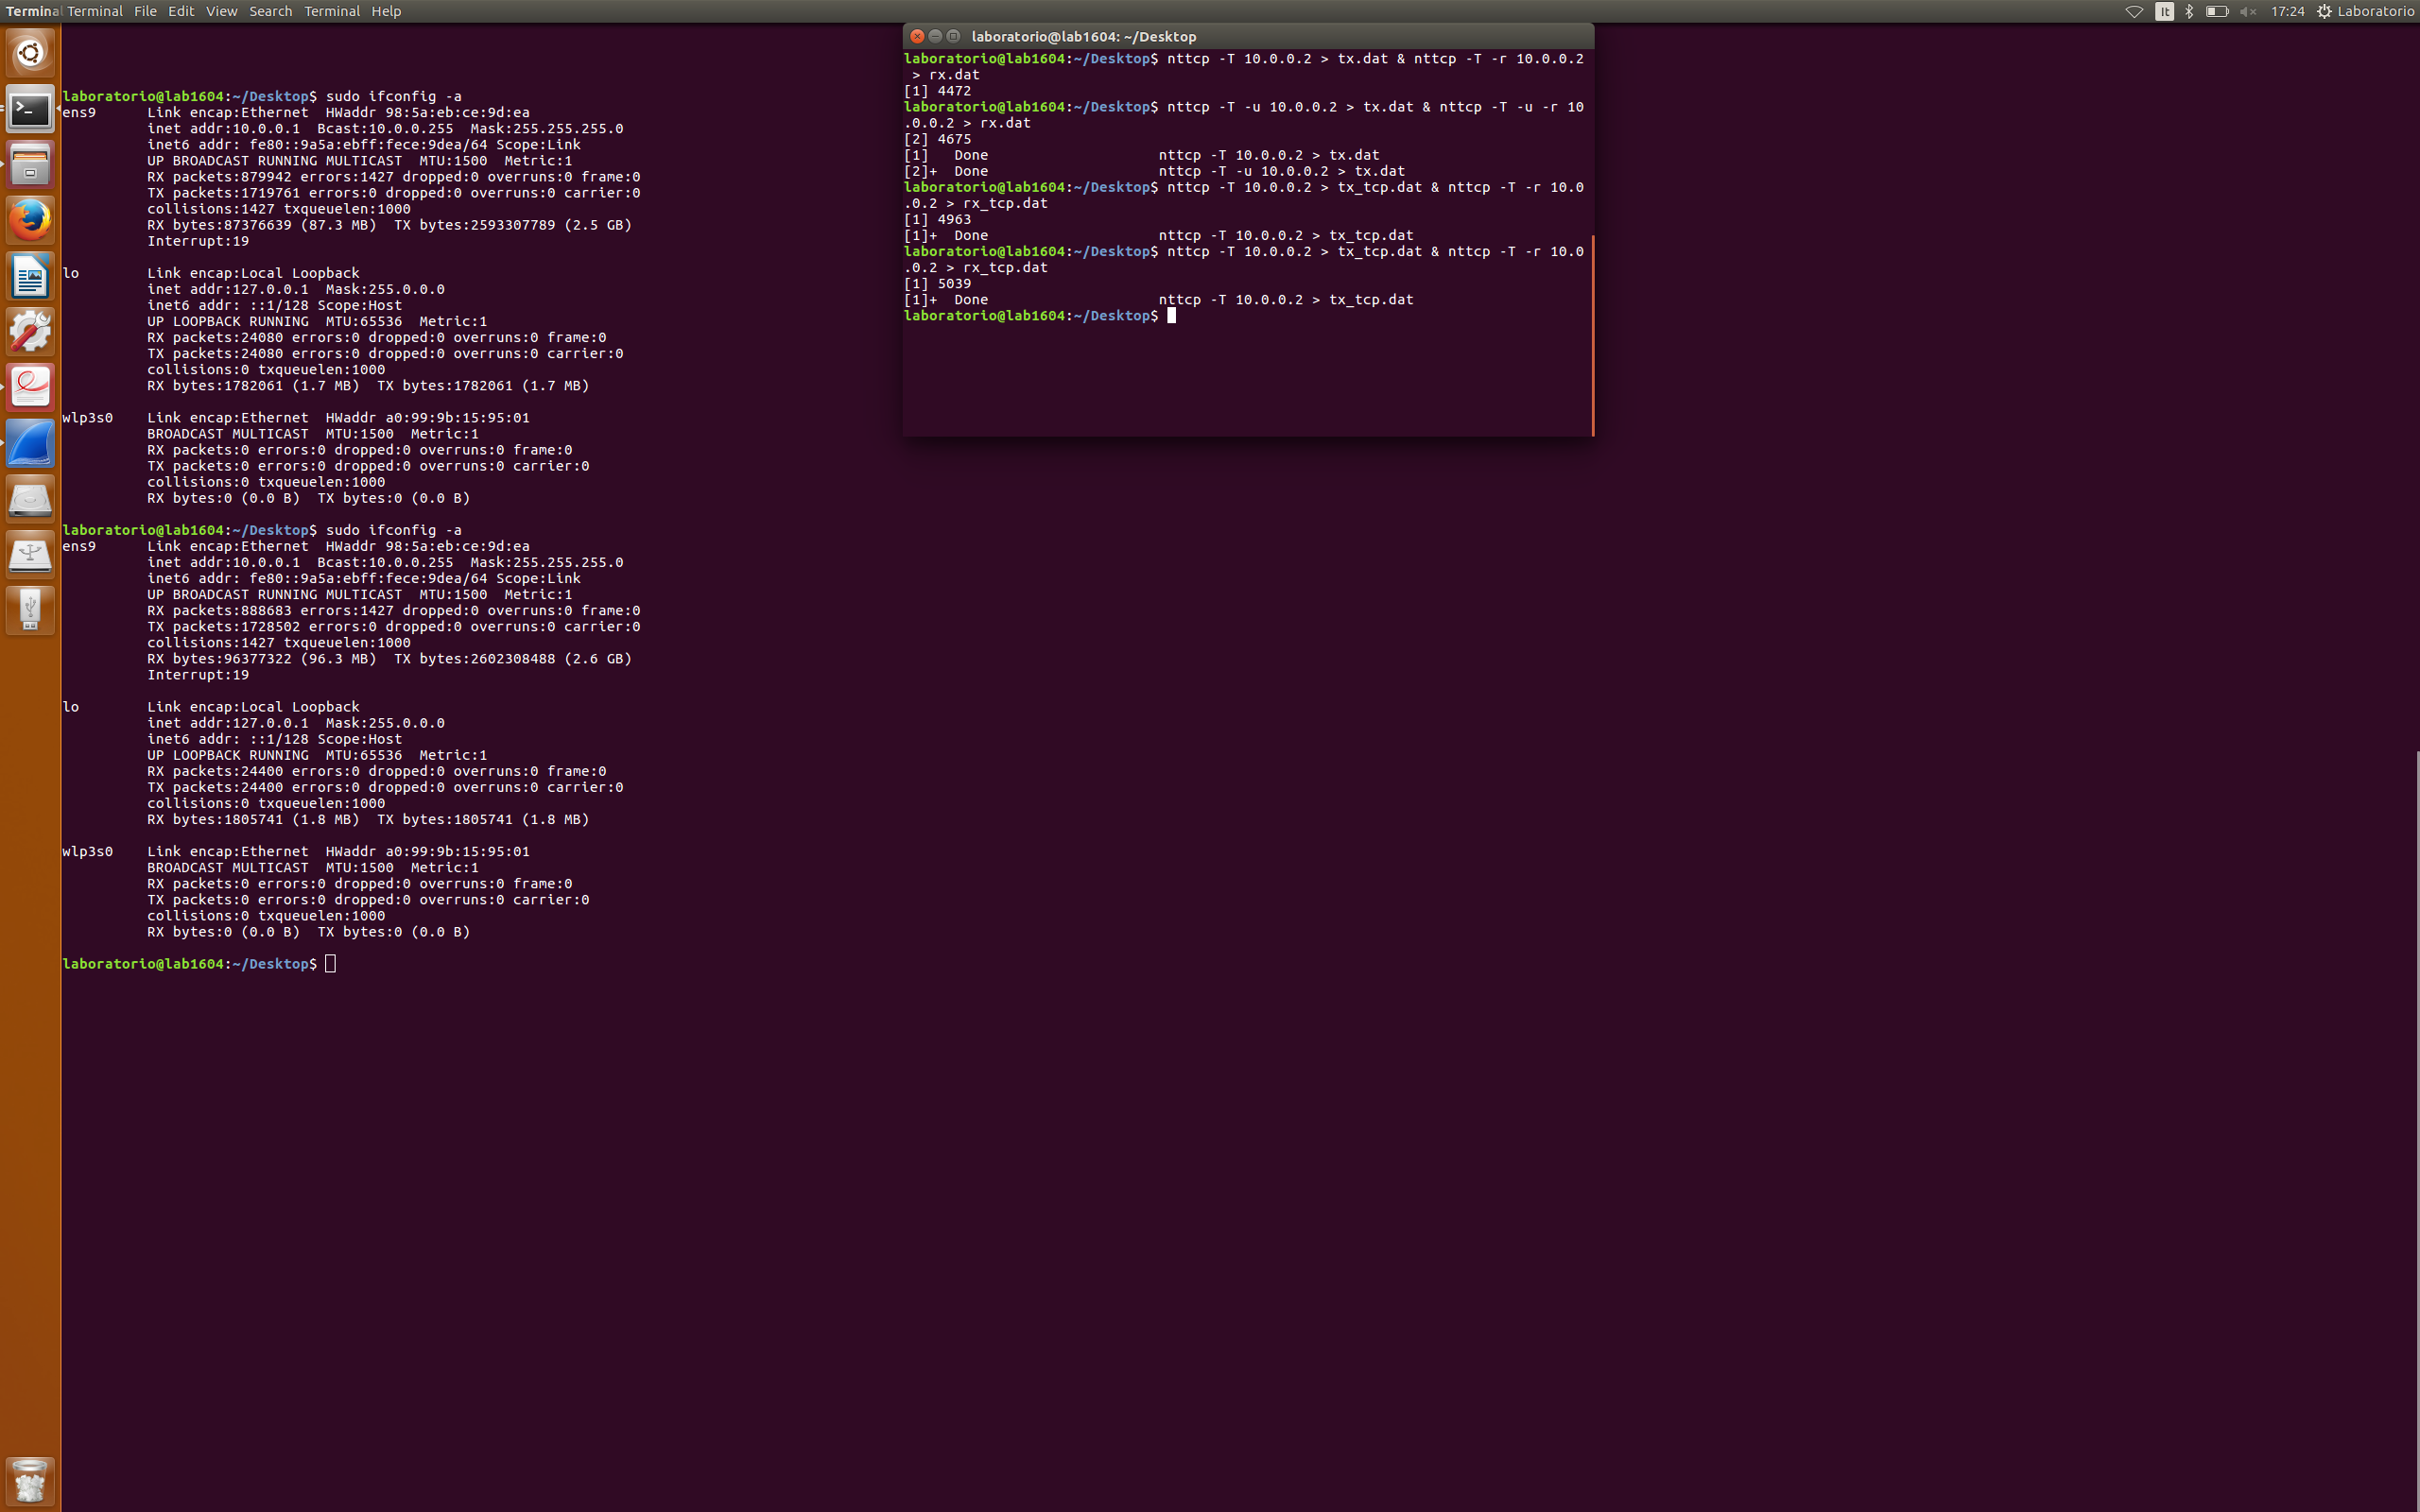 Terminal Terminal File Edit View Search Terminal Help It 17:24 Laboratorio
laboratorio@lab1604:~/Desktop$ sudo ifconfig -a
ens9 Link encap:Ethernet HWaddr 98:5a:eb:ce:9d:ea
inet addr:10.0.0.1 Bcast:10.0.0.255 Mask:255.255.255.0
inet6 addr: fe80::9a5a:ebff:fece:9dea/64 Scope:Link
UP BROADCAST RUNNING MULTICAST MTU:1500 Metric:1
RX packets:879942 errors:1427 dropped:0 overruns:0 frame:0
TX packets:1719761 errors:0 dropped:0 overruns:0 carrier:0
collisions:1427 txqueuelen:1000
RX bytes:87376639 (87.3 MB) TX bytes:2593307789 (2.5 GB)
Interrupt:19
lo Link encap:Local Loopback
inet addr:127.0.0.1 Mask:255.0.0.0
inet6 addr: ::1/128 Scope:Host
UP LOOPBACK RUNNING MTU:65536 Metric:1
RX packets:24080 errors:0 dropped:0 overruns:0 frame:0
TX packets:24080 errors:0 dropped:0 overruns:0 carrier:0
collisions:0 txqueuelen:1000
RX bytes:1782061 (1.7 MB) TX bytes:1782061 (1.7 MB)
wlp3s0 Link encap:Ethernet HWaddr a0:99:9b:15:95:01
BROADCAST MULTICAST MTU:1500 Metric:1
RX packets:0 errors:0 dropped:0 overruns:0 frame:0
TX packets:0 errors:0 dropped:0 overruns:0 carrier:0
collisions:0 txqueuelen:1000
RX bytes:0 (0.0 B) TX bytes:0 (0.0 B)
laboratorio@lab1604:~/Desktop$ sudo ifconfig -a
ens9 Link encap:Ethernet HWaddr 98:5a:eb:ce:9d:ea
inet addr:10.0.0.1 Bcast:10.0.0.255 Mask:255.255.255.0
inet6 addr: fe80::9a5a:ebff:fece:9dea/64 Scope:Link
UP BROADCAST RUNNING MULTICAST MTU:1500 Metric:1
RX packets:888683 errors:1427 dropped:0 overruns:0 frame:0
TX packets:1728502 errors:0 dropped:0 overruns:0 carrier:0
collisions:1427 txqueuelen:1000
RX bytes:96377322 (96.3 MB) TX bytes:2602308488 (2.6 GB)
Interrupt:19
lo Link encap:Local Loopback
inet addr:127.0.0.1 Mask:255.0.0.0
inet6 addr: ::1/128 Scope:Host
UP LOOPBACK RUNNING MTU:65536 Metric:1
RX packets:24400 errors:0 dropped:0 overruns:0 frame:0
TX packets:24400 errors:0 dropped:0 overruns:0 carrier:0
collisions:0 txqueuelen:1000
RX bytes:1805741 (1.8 MB) TX bytes:1805741 (1.8 MB)
wlp3s0 Link encap:Ethernet HWaddr a0:99:9b:15:95:01
BROADCAST MULTICAST MTU:1500 Metric:1
RX packets:0 errors:0 dropped:0 overruns:0 frame:0
TX packets:0 errors:0 dropped:0 overruns:0 carrier:0
collisions:0 txqueuelen:1000
RX bytes:0 (0.0 B) TX bytes:0 (0.0 B)
laboratorio@lab1604:~/Desktop$
laboratorio@lab1604: ~/Desktop
laboratorio@lab1604:~/Desktop$ nttcp -T 10.0.0.2 > tx.dat & nttcp -T -r 10.0.0.2
> rx.dat
[1] 4472
laboratorio@lab1604:~/Desktop$ nttcp -T -u 10.0.0.2 > tx.dat & nttcp -T -u -r 10
.0.0.2 > rx.dat
[2] 4675
[1] Done nttcp -T 10.0.0.2 > tx.dat
[2]+ Done nttcp -T -u 10.0.0.2 > tx.dat
laboratorio@lab1604:~/Desktop$ nttcp -T 10.0.0.2 > tx_tcp.dat & nttcp -T -r 10.0
.0.2 > rx_tcp.dat
[1] 4963
[1]+ Done nttcp -T 10.0.0.2 > tx_tcp.dat
laboratorio@lab1604:~/Desktop$ nttcp -T 10.0.0.2 > tx_tcp.dat & nttcp -T -r 10.0
.0.2 > rx_tcp.dat
[1] 5039
[1]+ Done nttcp -T 10.0.0.2 > tx_tcp.dat
laboratorio@lab1604:~/Desktop$